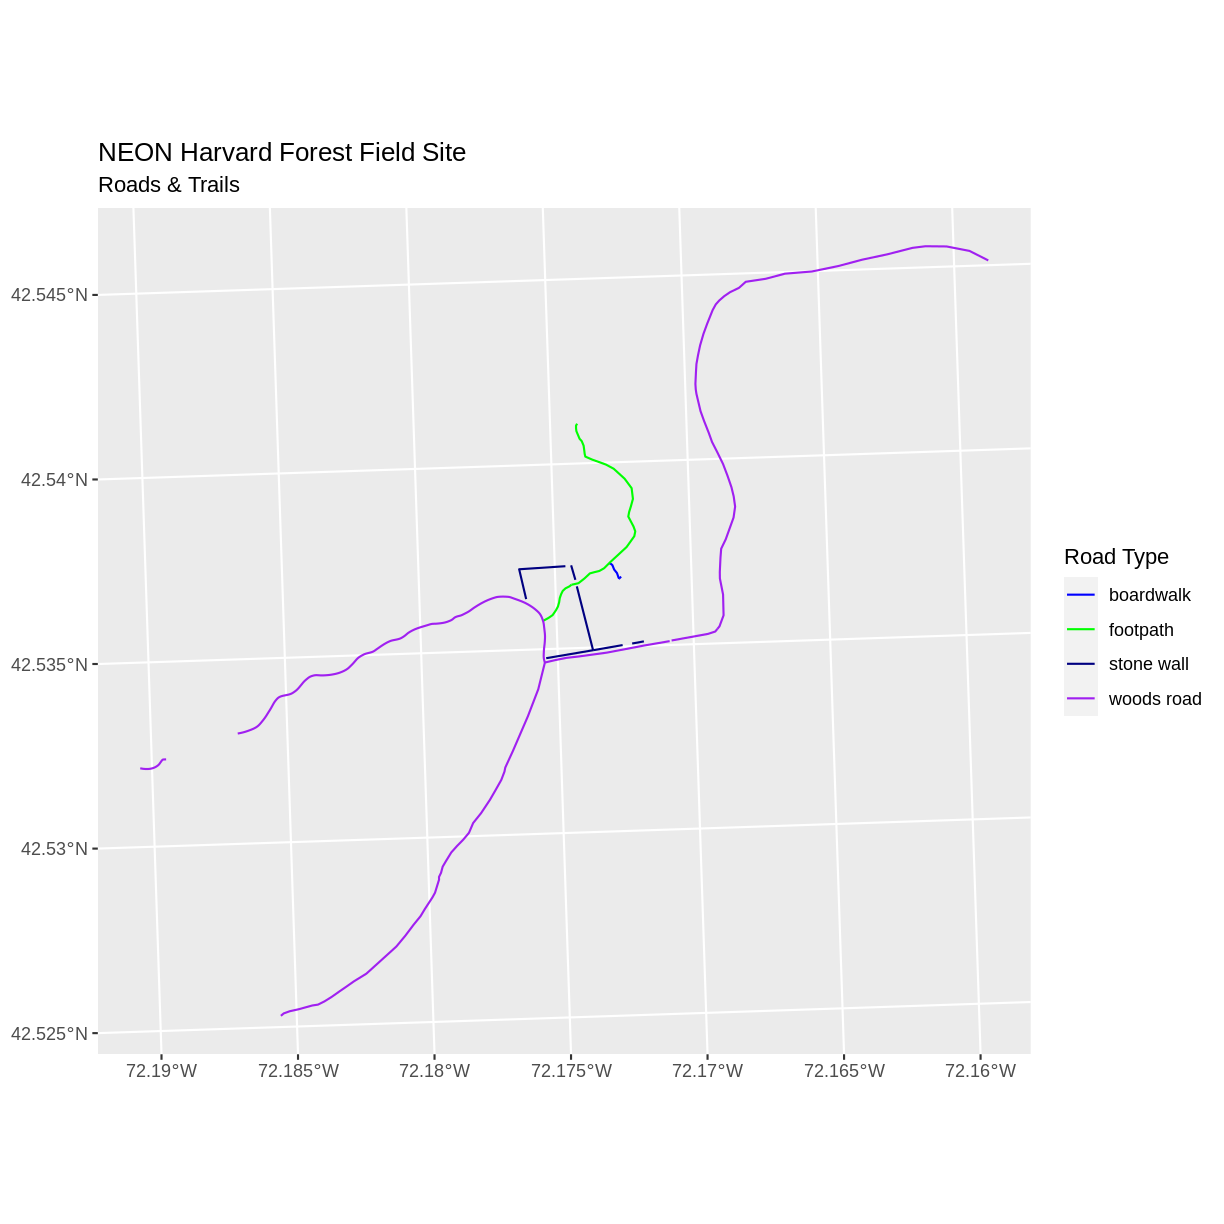 NEON Harvard Forest Field Site
Roads & Trails
42.545°N
42.54°N
42.535°N
42.53°N
42.525°N
72.19°W
72.185°W
72.18°W
72.175°W
72.17°W
72.165°W
72.16°W
Road Type
boardwalk
footpath
stone wall
woods road